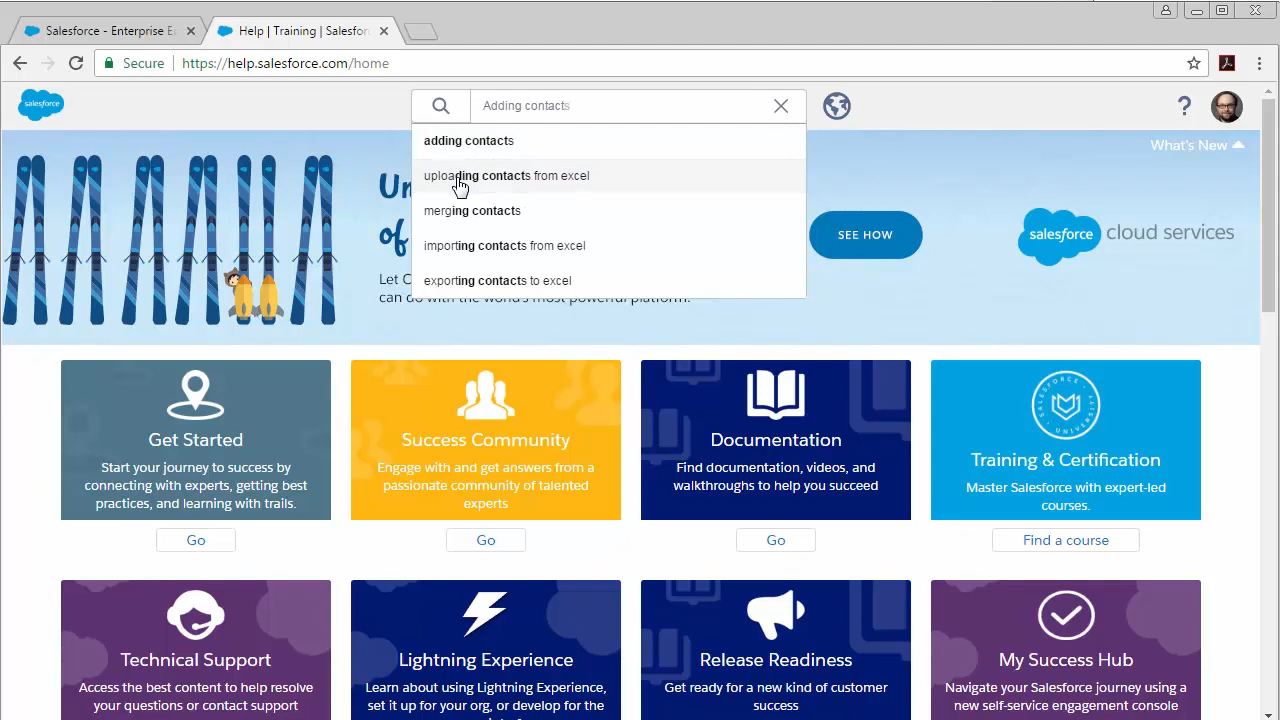 Salesforce - Enterprise E
Help | Training | Salesfor
Secure
https://help.salesforce.com/home
salesforce
Adding contacts
What's New
adding contacts
uploading contacts from excel
merging contacts
importing contacts from excel
exporting contacts to excel
Un
of
Let C
can do with the world's most powerful platform.
SEE HOW
salesforce cloud services
Get Started
Start your journey to success by
connecting with experts, getting best
practices, and learning with trails.
Go
Success Community
Engage with and get answers from a
passionate community of talented
experts
Go
Documentation
Find documentation, videos, and
walkthroughs to help you succeed
Go
SALESFORCE UNIVERSITY
Training & Certification
Master Salesforce with expert-led
courses.
Find a course
Technical Support
Access the best content to help resolve
your questions or contact support
Lightning Experience
Learn about using Lightning Experience,
set it up for your org, or develop for the
Release Readiness
Get ready for a new kind of customer
success
My Success Hub
Navigate your Salesforce journey using a
new self-service engagement console